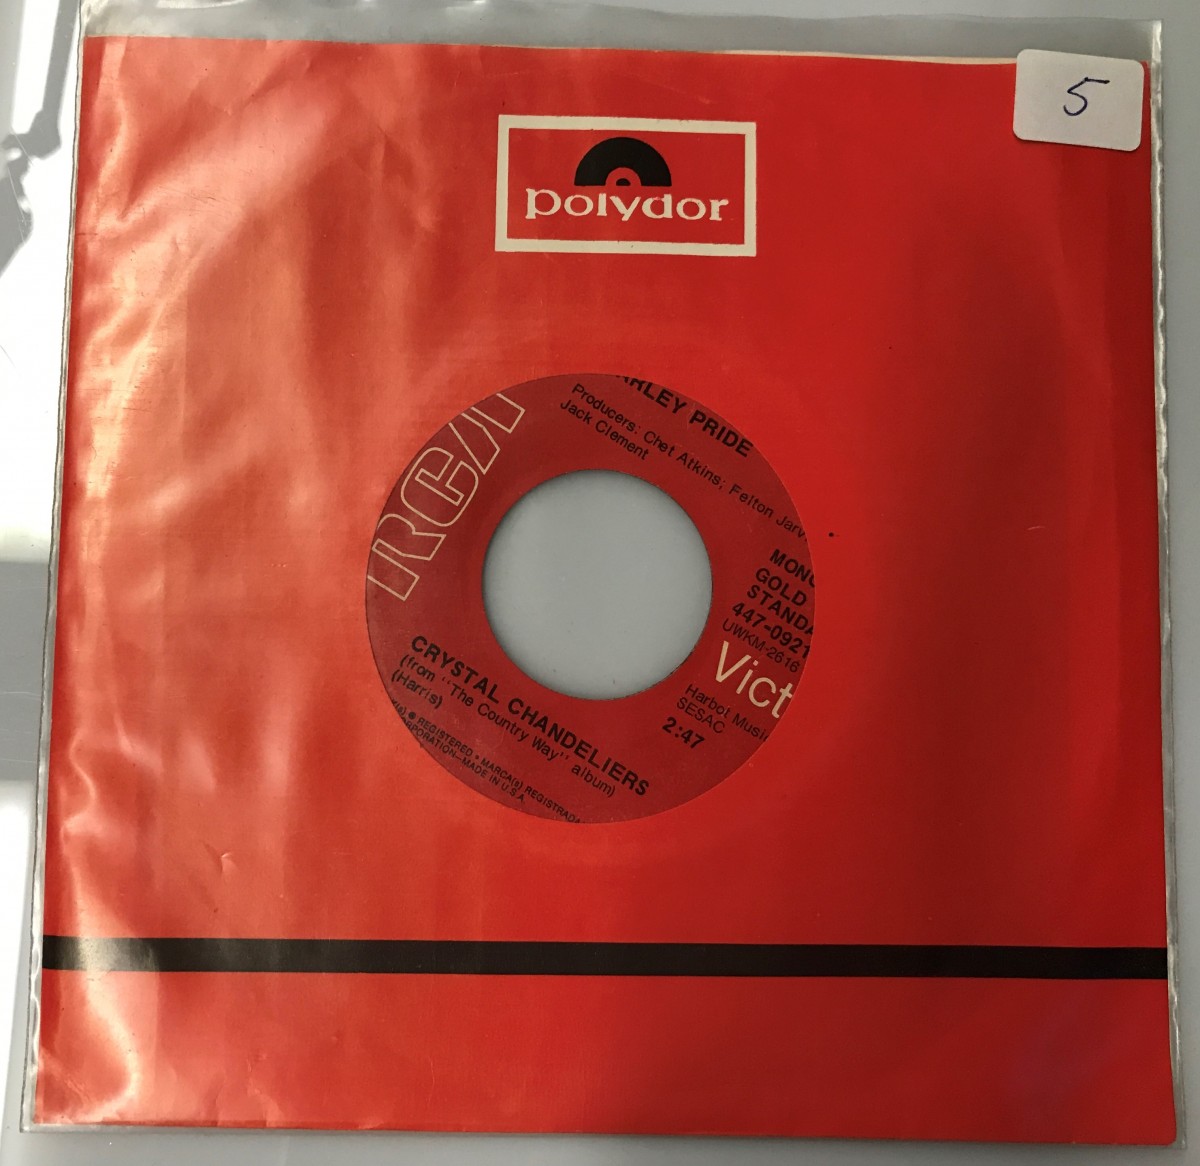 5
polydor
RCA
RLEY PRIDE
Producers: Chet Atkins; Felton Jarv
Jack Clement
MONO
GOLD
STANDA
447-0921
UWKM-2616
Vict
Harbot Musi
SESAC
2:47
CRYSTAL CHANDELIERS
(from "The Country Way" album)
(Harris)
(s) ● REGISTERED • MARCA(s) REGISTRADA
RPORATION—MADE IN U.S.A.